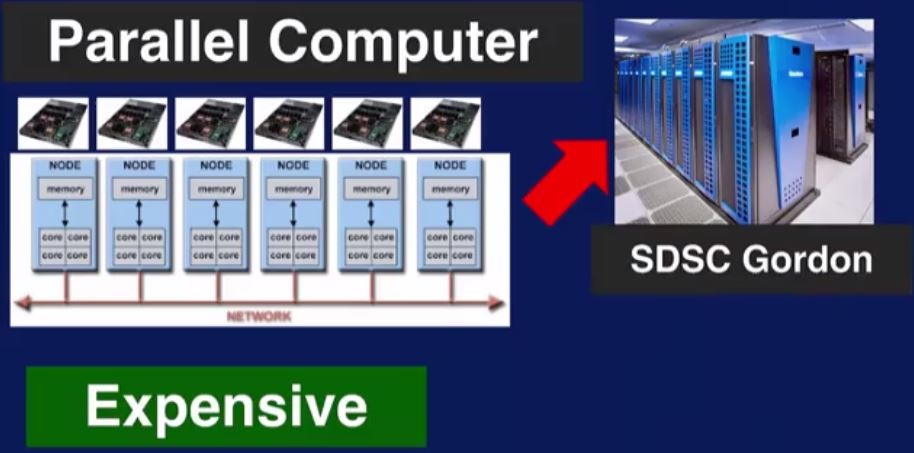 Parallel Computer
NODE NODE NODE NODE NODE NODE
memory memory memory memory memory memory
core core core core core core core core core core core core
core core core core core core core core core core core core
NETWORK
SDSC Gordon
Expensive